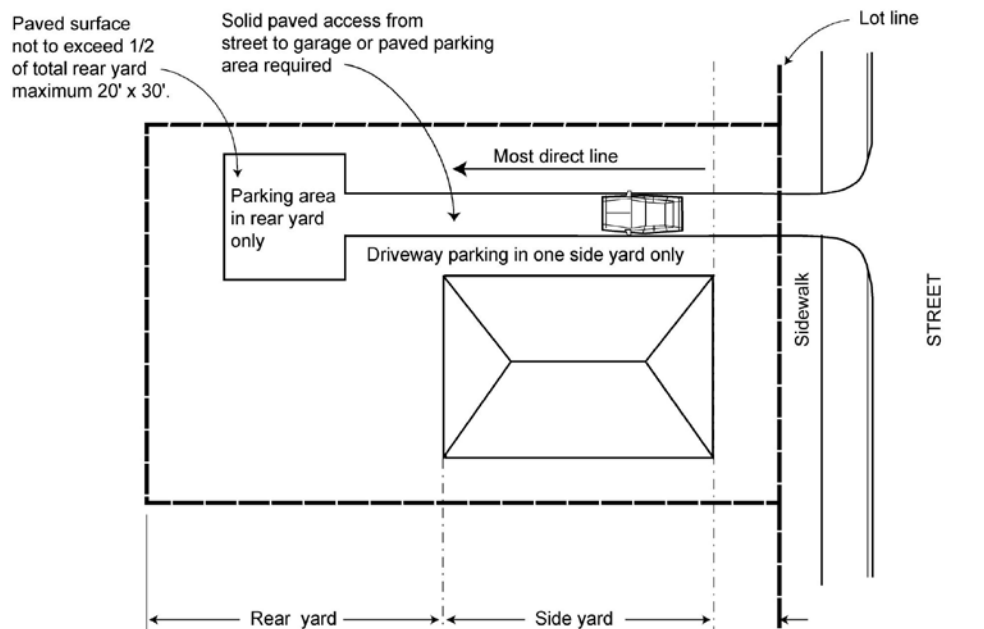 Paved surface
not to exceed 1/2
of total rear yard
maximum 20' x 30'.
Solid paved access from
street to garage or paved parking
area required
Lot line
Most direct line
Parking area
in rear yard
only
Driveway parking in one side yard only
Sidewalk
STREET
Rear yard
Side yard